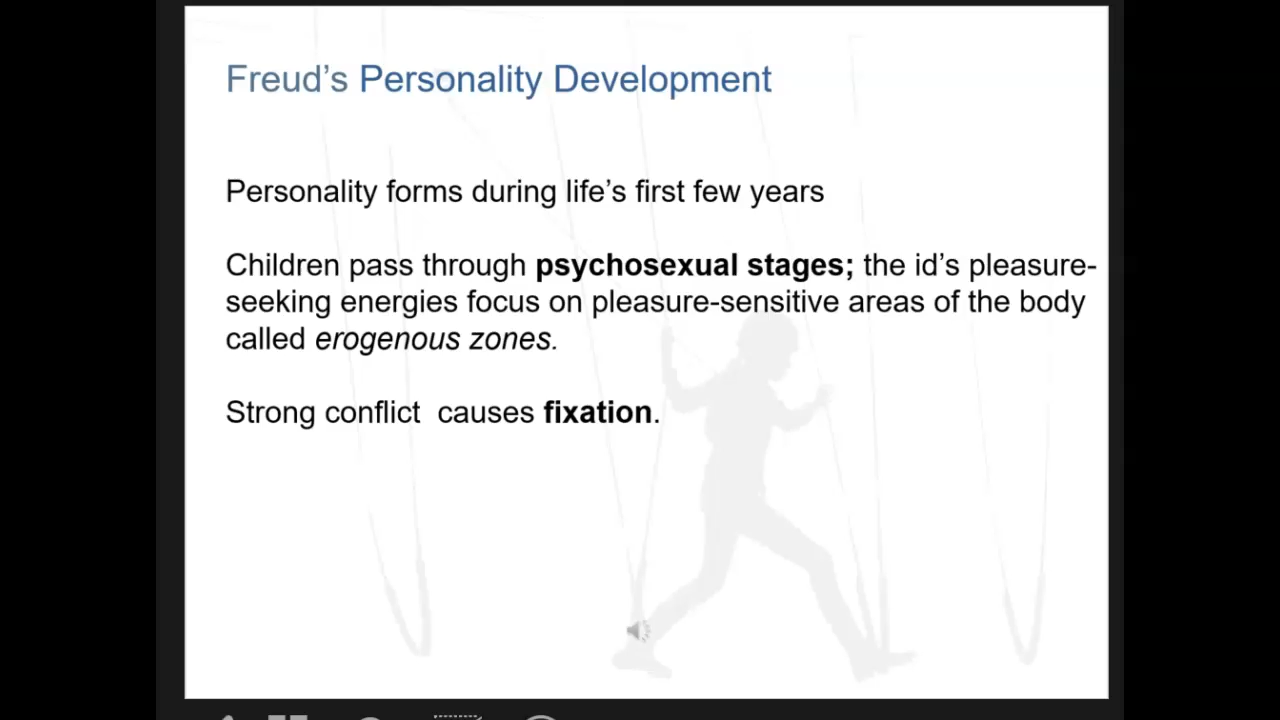 Freud’s Personality Development
Personality forms during life’s first few years
Children pass through psychosexual stages; the id’s pleasure-
seeking energies focus on pleasure-sensitive areas of the body
called erogenous zones.
Strong conflict  causes fixation.